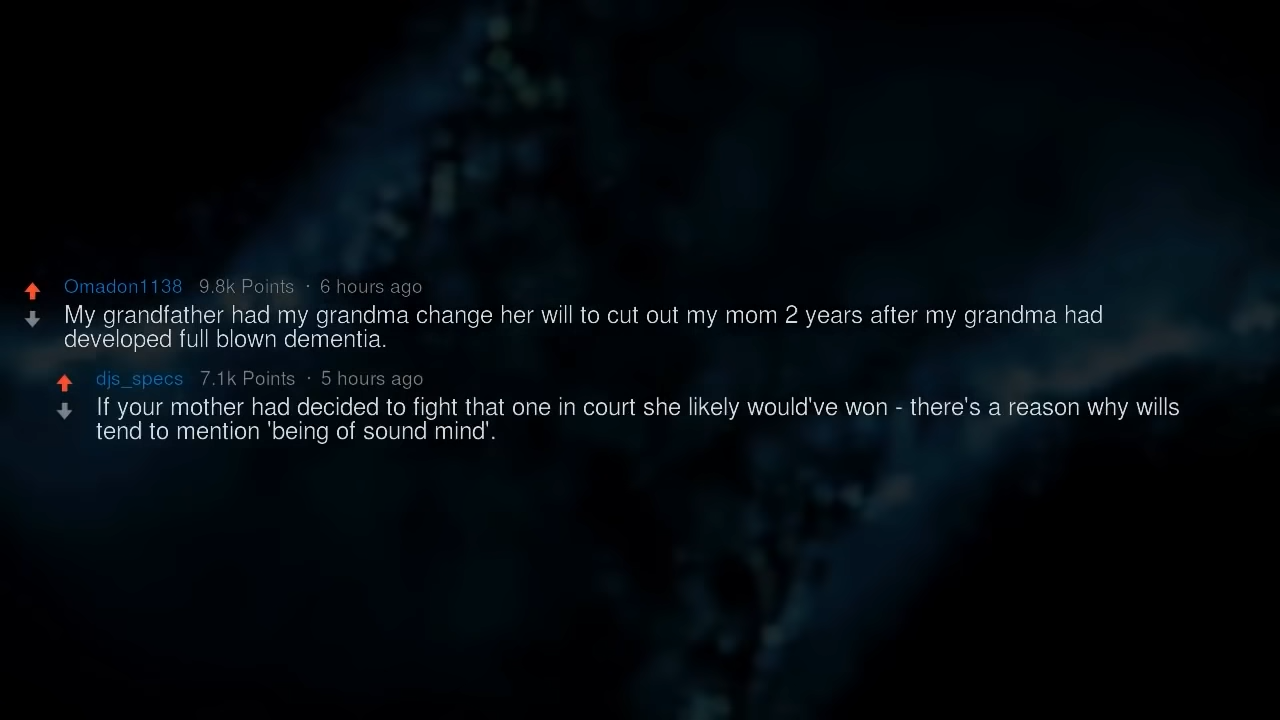 Omadon1138 9.8k Points · 6 hours ago
My grandfather had my grandma change her will to cut out my mom 2 years after my grandma had
developed full blown dementia.
djs_specs 7.1k Points · 5 hours ago
If your mother had decided to fight that one in court she likely would've won - there's a reason why wills
tend to mention 'being of sound mind'.